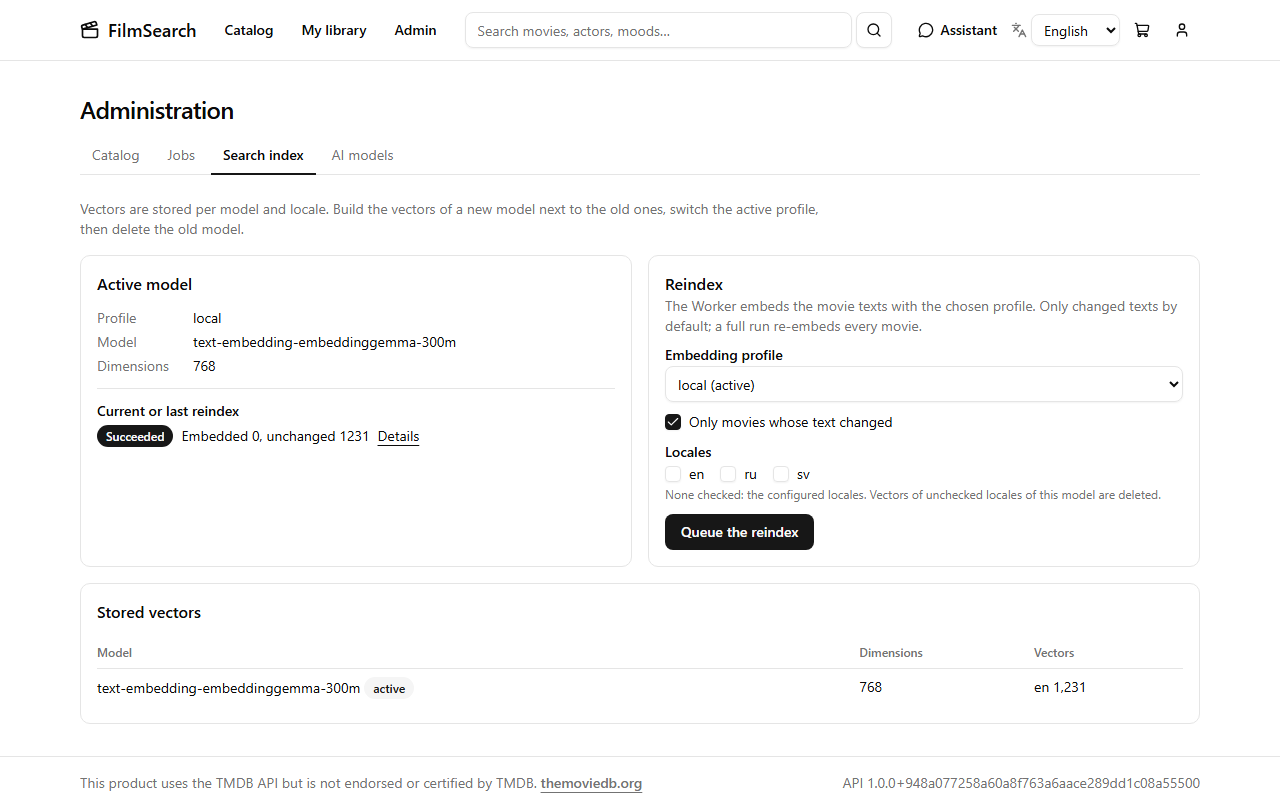 FilmSearch
Catalog
My library
Admin
Search movies, actors, moods...
Assistant
English
Administration
Catalog
Jobs
Search index
AI models
Vectors are stored per model and locale. Build the vectors of a new model next to the old ones, switch the active profile,
then delete the old model.
Active model
Profile
local
Model
text-embedding-embeddinggemma-300m
Dimensions
768
Current or last reindex
Succeeded
Embedded 0, unchanged 1231
Details
Reindex
The Worker embeds the movie texts with the chosen profile. Only changed texts by
default; a full run re-embeds every movie.
Embedding profile
local (active)
Only movies whose text changed
Locales
en
ru
sv
None checked: the configured locales. Vectors of unchecked locales of this model are deleted.
Queue the reindex
Stored vectors
Model
Dimensions
Vectors
text-embedding-embeddinggemma-300m
active
768
en 1,231
This product uses the TMDB API but is not endorsed or certified by TMDB. themoviedb.org
API 1.0.0+948a077258a60a8f763a6aace289dd1c08a55500